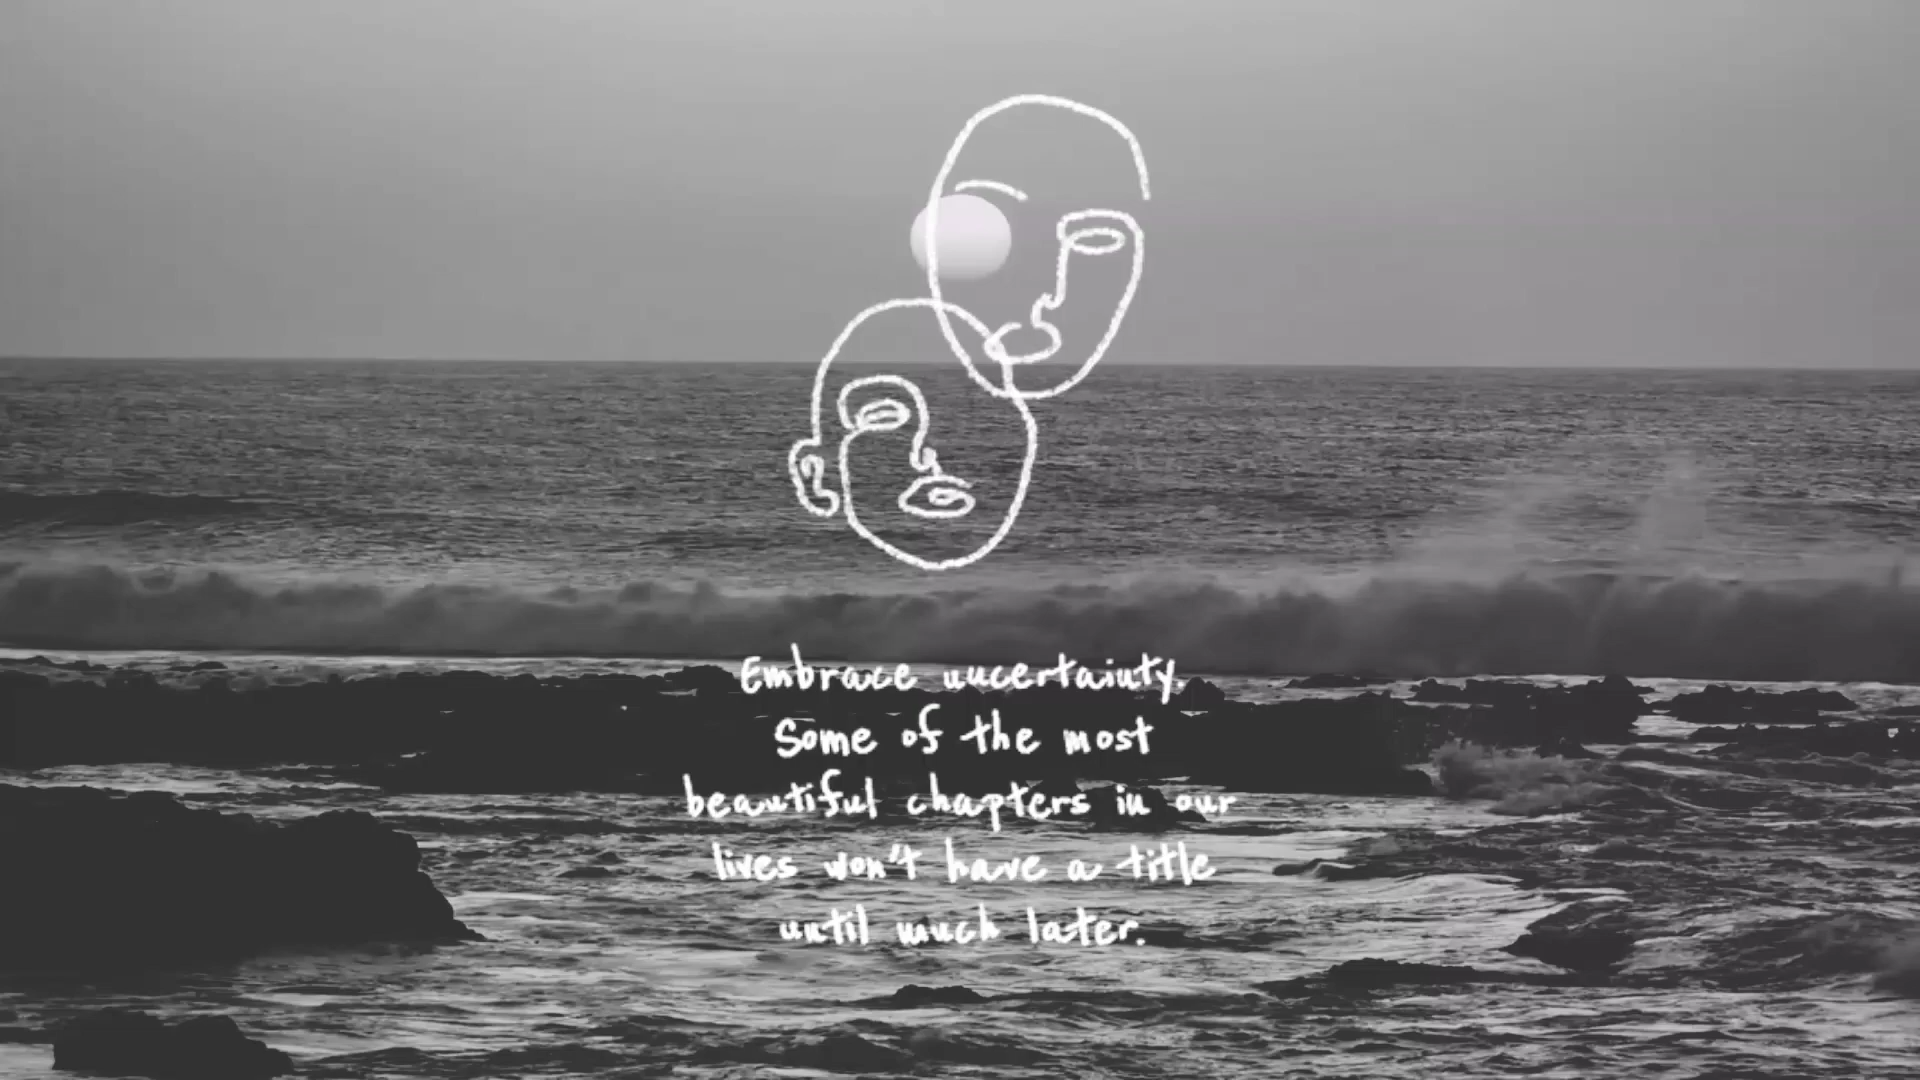 Embrace uncertainty.
Some of the most
beautiful chapters in our
lives won't have a title
until much later.